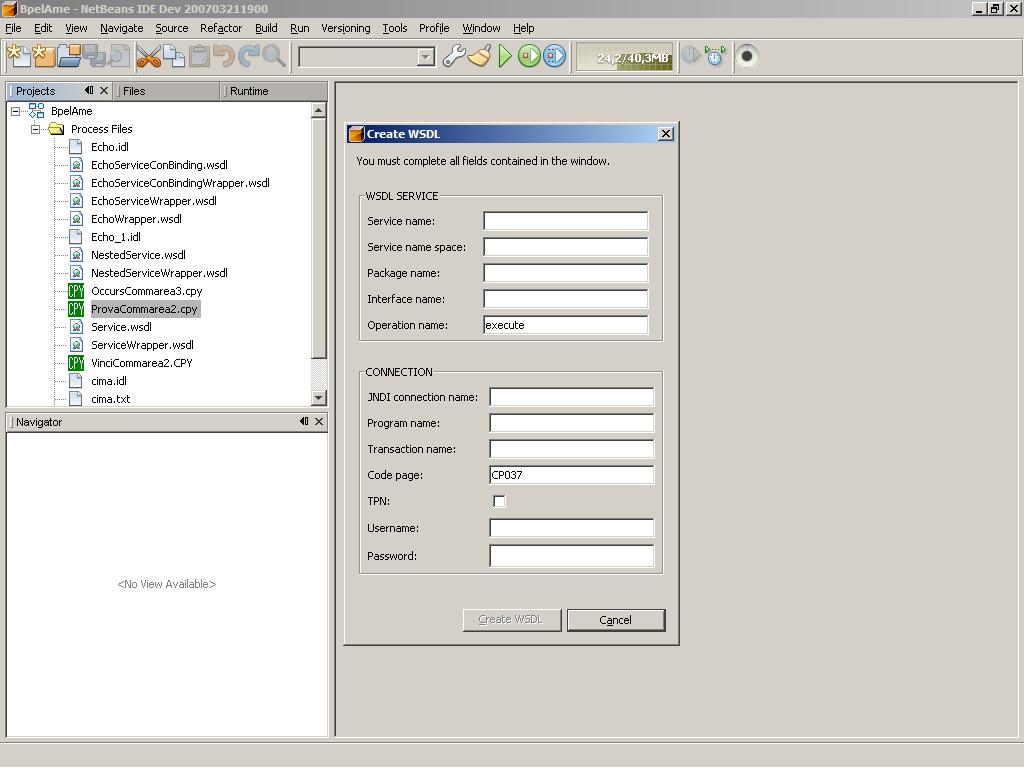 BpelAme - NetBeans IDE Dev 200703211900
File Edit View Navigate Source Refactor Build Run Versioning Tools Profile Window Help
24,2/40,3MB
Projects Files Runtime
BpelAme
Process Files
Echo.idl
EchoServiceConBinding.wsdl
EchoServiceConBindingWrapper.wsdl
EchoServiceWrapper.wsdl
EchoWrapper.wsdl
Echo_1.idl
NestedService.wsdl
NestedServiceWrapper.wsdl
CPY OccursCommarea3.cpy
CPY ProvaCommarea2.cpy
Service.wsdl
ServiceWrapper.wsdl
CPY VinciCommarea2.CPY
cima.idl
cima.txt
Navigator
<No View Available>
Create WSDL
You must complete all fields contained in the window.
WSDL SERVICE
Service name:
Service name space:
Package name:
Interface name:
Operation name: execute
CONNECTION
JNDI connection name:
Program name:
Transaction name:
Code page: CP037
TPN:
Username:
Password:
Create WSDL Cancel